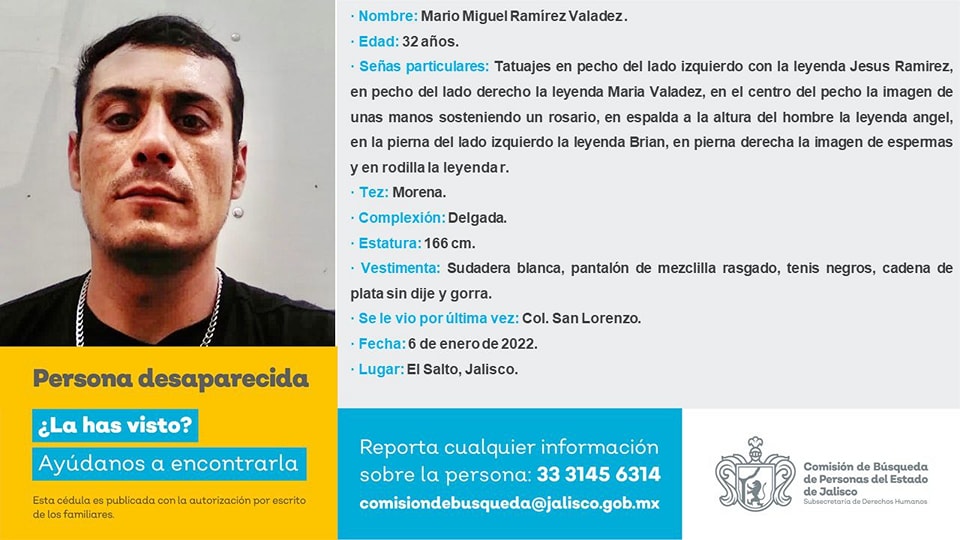 · Nombre: Mario Miguel Ramírez Valadez.
· Edad: 32 años.
· Señas particulares: Tatuajes en pecho del lado izquierdo con la leyenda Jesus Ramirez,
en pecho del lado derecho la leyenda Maria Valadez, en el centro del pecho la imagen de
unas manos sosteniendo un rosario, en espalda a la altura del hombre la leyenda angel,
en la pierna del lado izquierdo la leyenda Brian, en pierna derecha la imagen de espermas
y en rodilla la leyenda r.
· Tez: Morena.
· Complexión: Delgada.
· Estatura: 166 cm.
· Vestimenta: Sudadera blanca, pantalón de mezclilla rasgado, tenis negros, cadena de
plata sin dije y gorra.
· Se le vio por última vez: Col. San Lorenzo.
· Fecha: 6 de enero de 2022.
· Lugar: El Salto, Jalisco.
Persona desaparecida
¿La has visto?
Ayúdanos a encontrarla
Esta cédula es publicada con la autorización por escrito
de los familiares.
Reporta cualquier información
sobre la persona: 33 3145 6314
comisiondebusqueda@jalisco.gob.mx
Comisión de Búsqueda
de Personas del Estado
de Jalisco
Subsecretaría de Derechos Humanos